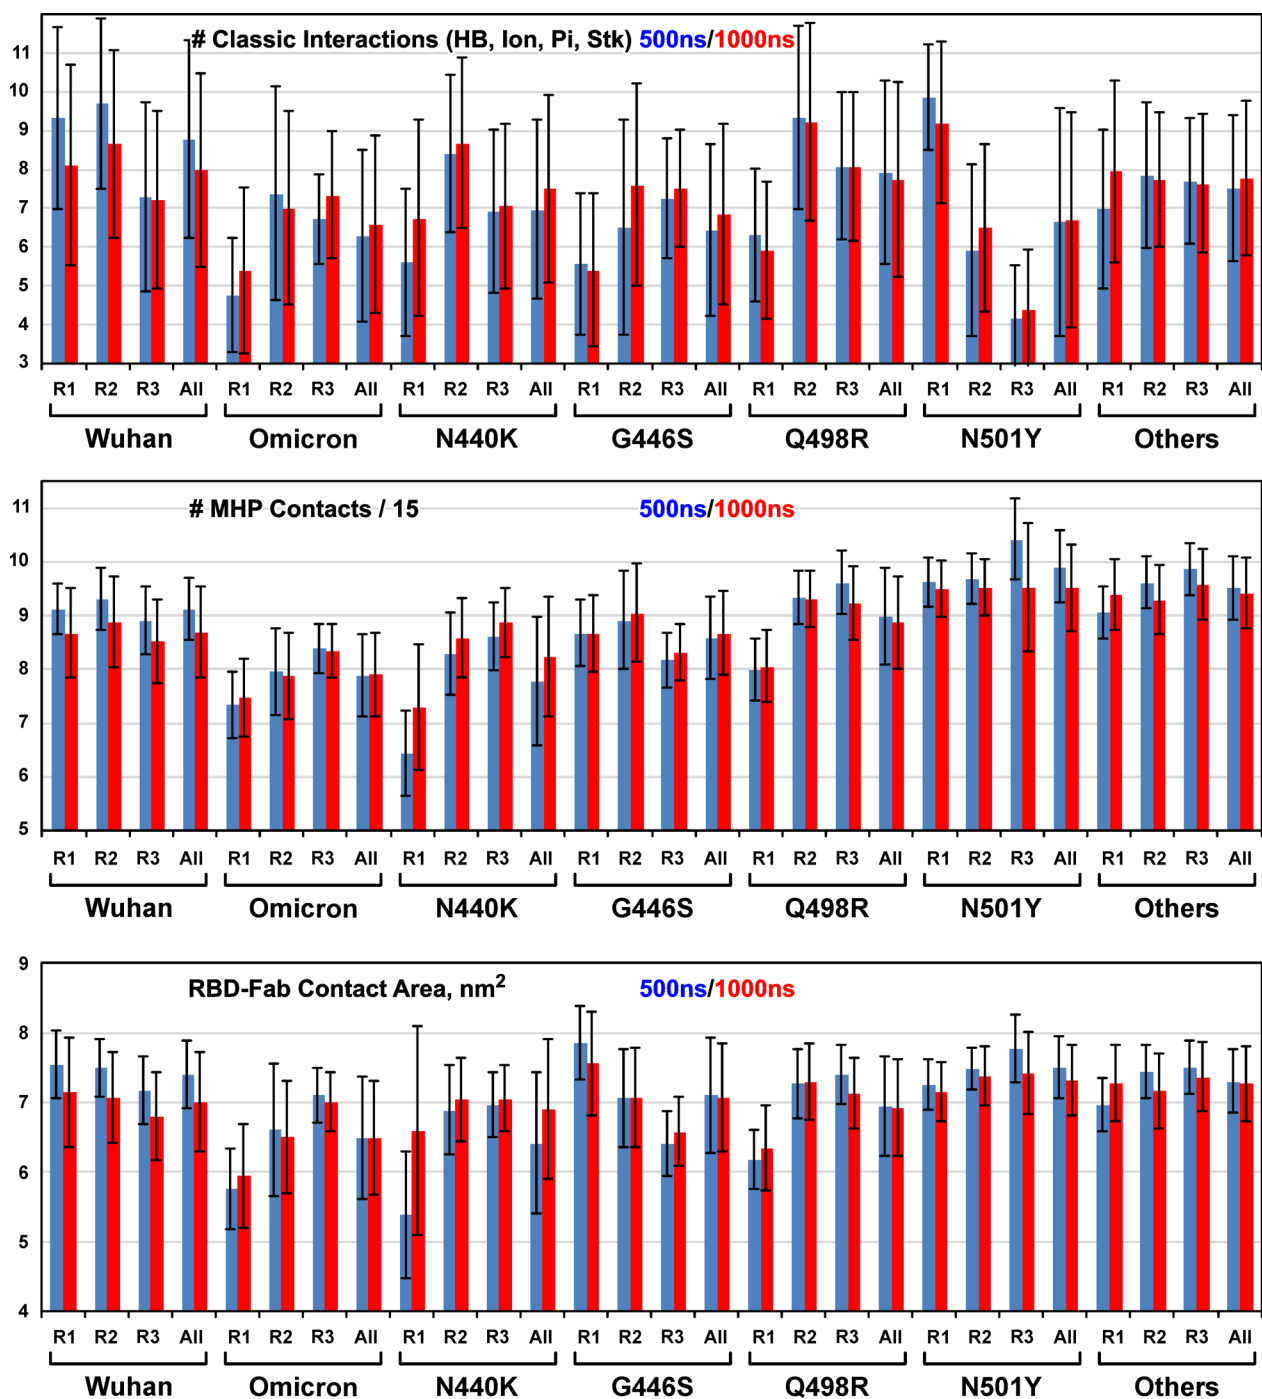 # Classic Interactions (HB, Ion, Pi, Stk) 500ns/1000ns
11
10
9
8
7
6
5
4
3
R1 R2 R3 All R1 R2 R3 All R1 R2 R3 All R1 R2 R3 All R1 R2 R3 All R1 R2 R3 All R1 R2 R3 All
Wuhan Omicron N440K G446S Q498R N501Y Others
# MHP Contacts / 15 500ns/1000ns
11
10
9
8
7
6
5
R1 R2 R3 All R1 R2 R3 All R1 R2 R3 All R1 R2 R3 All R1 R2 R3 All R1 R2 R3 All R1 R2 R3 All
Wuhan Omicron N440K G446S Q498R N501Y Others
9
RBD-Fab Contact Area, nm² 500ns/1000ns
8
7
6
5
4
R1 R2 R3 All R1 R2 R3 All R1 R2 R3 All R1 R2 R3 All R1 R2 R3 All R1 R2 R3 All R1 R2 R3 All
Wuhan Omicron N440K G446S Q498R N501Y Others